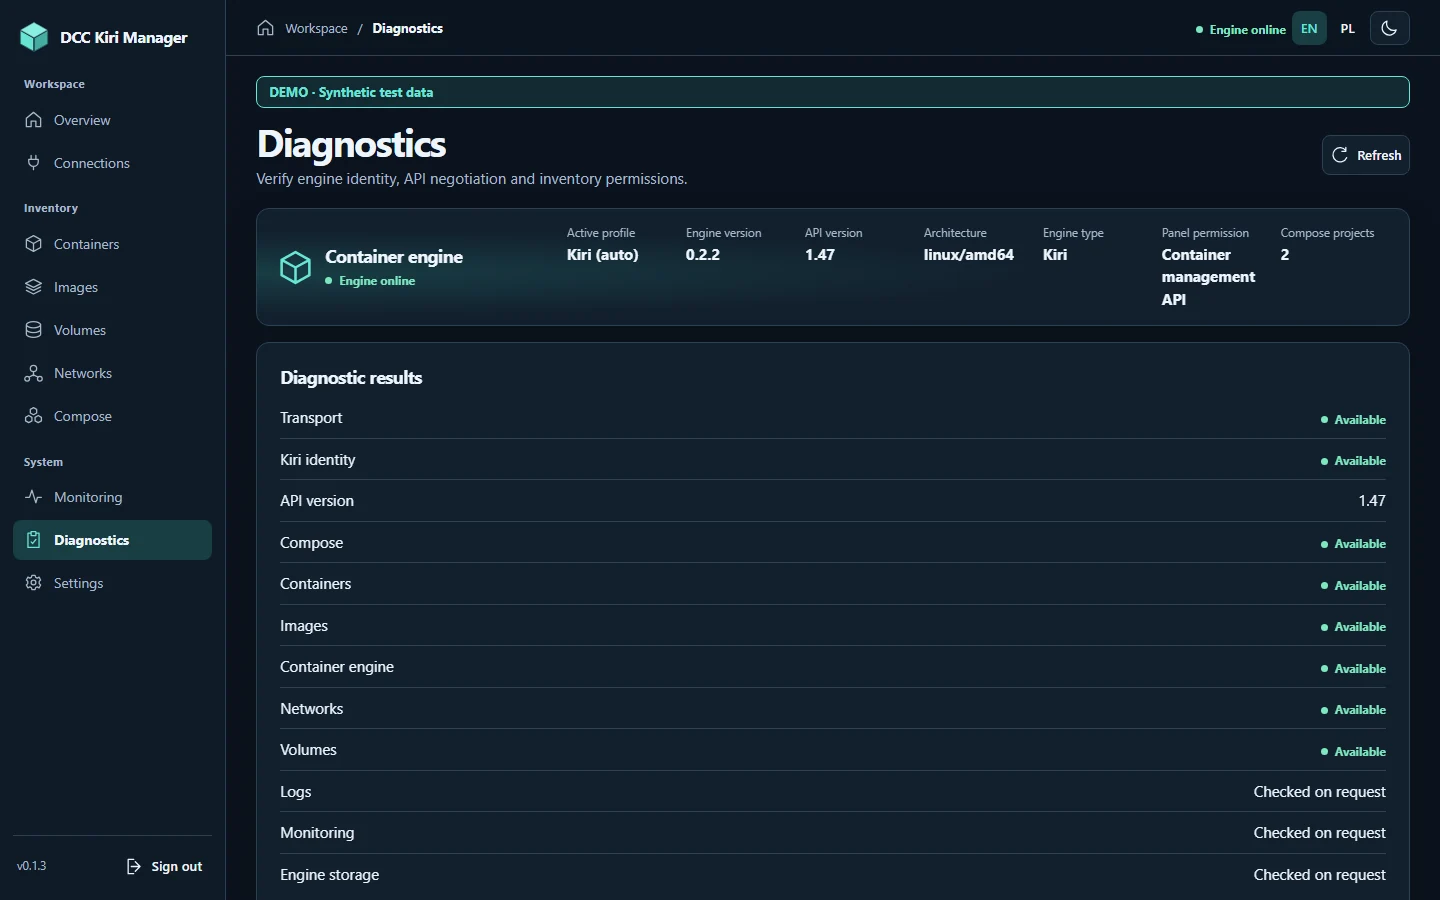 DCC Kiri Manager
Workspace
Overview
Connections
Inventory
Containers
Images
Volumes
Networks
Compose
System
Monitoring
Diagnostics
Settings
v0.1.3
Sign out
Workspace / Diagnostics
Engine online
EN
PL
DEMO · Synthetic test data
Diagnostics
Verify engine identity, API negotiation and inventory permissions.
Refresh
Container engine
Engine online
Active profile
Kiri (auto)
Engine version
0.2.2
API version
1.47
Architecture
linux/amd64
Engine type
Kiri
Panel permission
Container
management
API
Compose projects
2
Diagnostic results
Transport Available
Kiri identity Available
API version 1.47
Compose Available
Containers Available
Images Available
Container engine Available
Networks Available
Volumes Available
Logs Checked on request
Monitoring Checked on request
Engine storage Checked on request